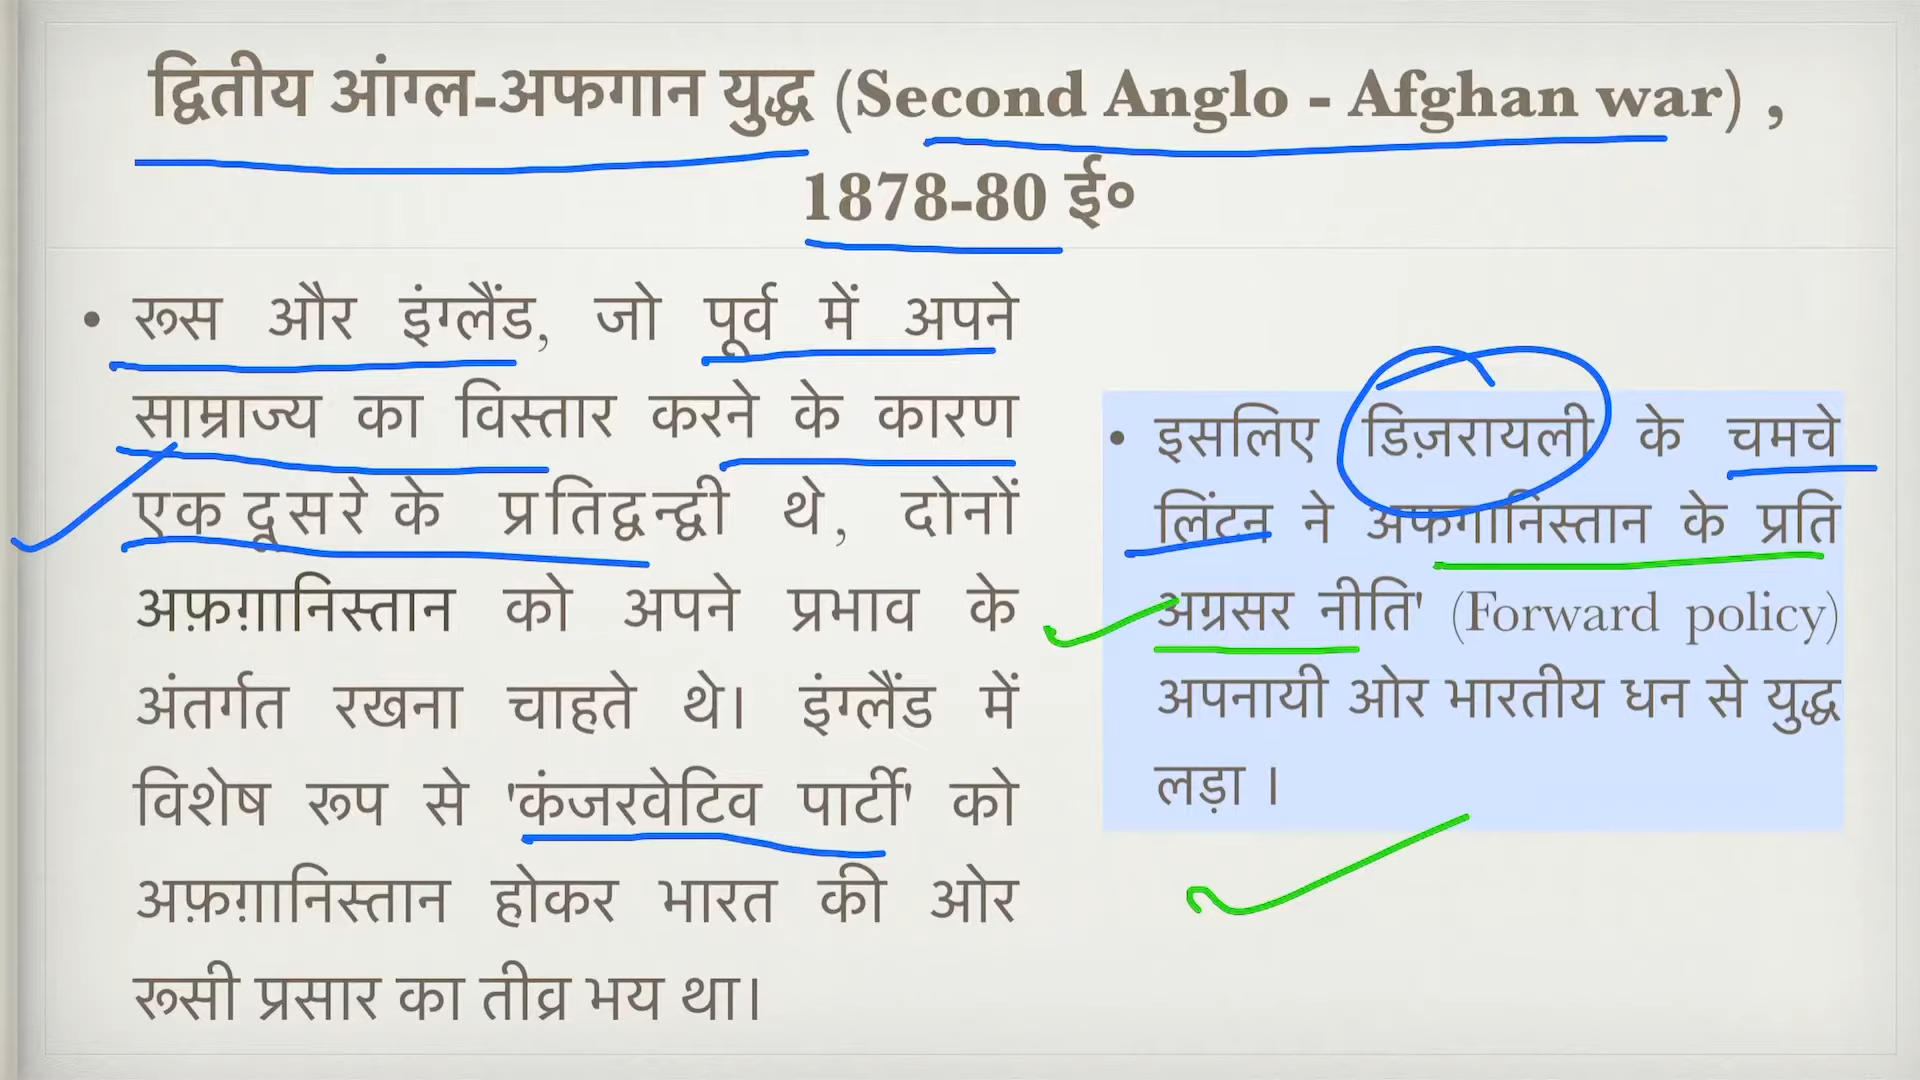 द्वितीय आंग्ल-अफगान युद्ध (Second Anglo - Afghan war) ,
1878-80 ई०
• रूस और इंग्लैंड, जो पूर्व में अपने
साम्राज्य का विस्तार करने के कारण
एक दूसरे के प्रतिद्वन्द्वी थे, दोनों
अफ़ग़ानिस्तान को अपने प्रभाव के
अंतर्गत रखना चाहते थे। इंग्लैंड में
विशेष रूप से 'कंजरवेटिव पार्टी' को
अफ़ग़ानिस्तान होकर भारत की ओर
रूसी प्रसार का तीव्र भय था।
• इसलिए डिज़रायली के चमचे
लिंटन ने अफगानिस्तान के प्रति
अग्रसर नीति' (Forward policy)
अपनायी ओर भारतीय धन से युद्ध
लड़ा ।